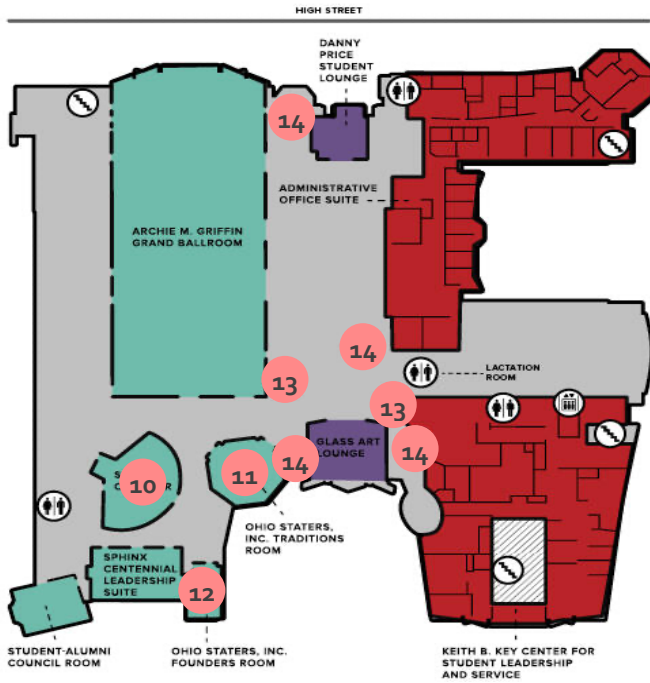 HIGH STREET
DANNY
PRICE
STUDENT
LOUNGE
14
ADMINISTRATIVE
OFFICE SUITE
ARCHIE M. GRIFFIN
GRAND BALLROOM
14
LACTATION
ROOM
13
13
GLASS ART
LOUNGE
14
14
10
11
OHIO STATERS,
INC. TRADITIONS
ROOM
SPHINX
CENTENNIAL
LEADERSHIP
SUITE
12
STUDENT-ALUMNI
COUNCIL ROOM
OHIO STATERS, INC.
FOUNDERS ROOM
KEITH B. KEY CENTER FOR
STUDENT LEADERSHIP
AND SERVICE